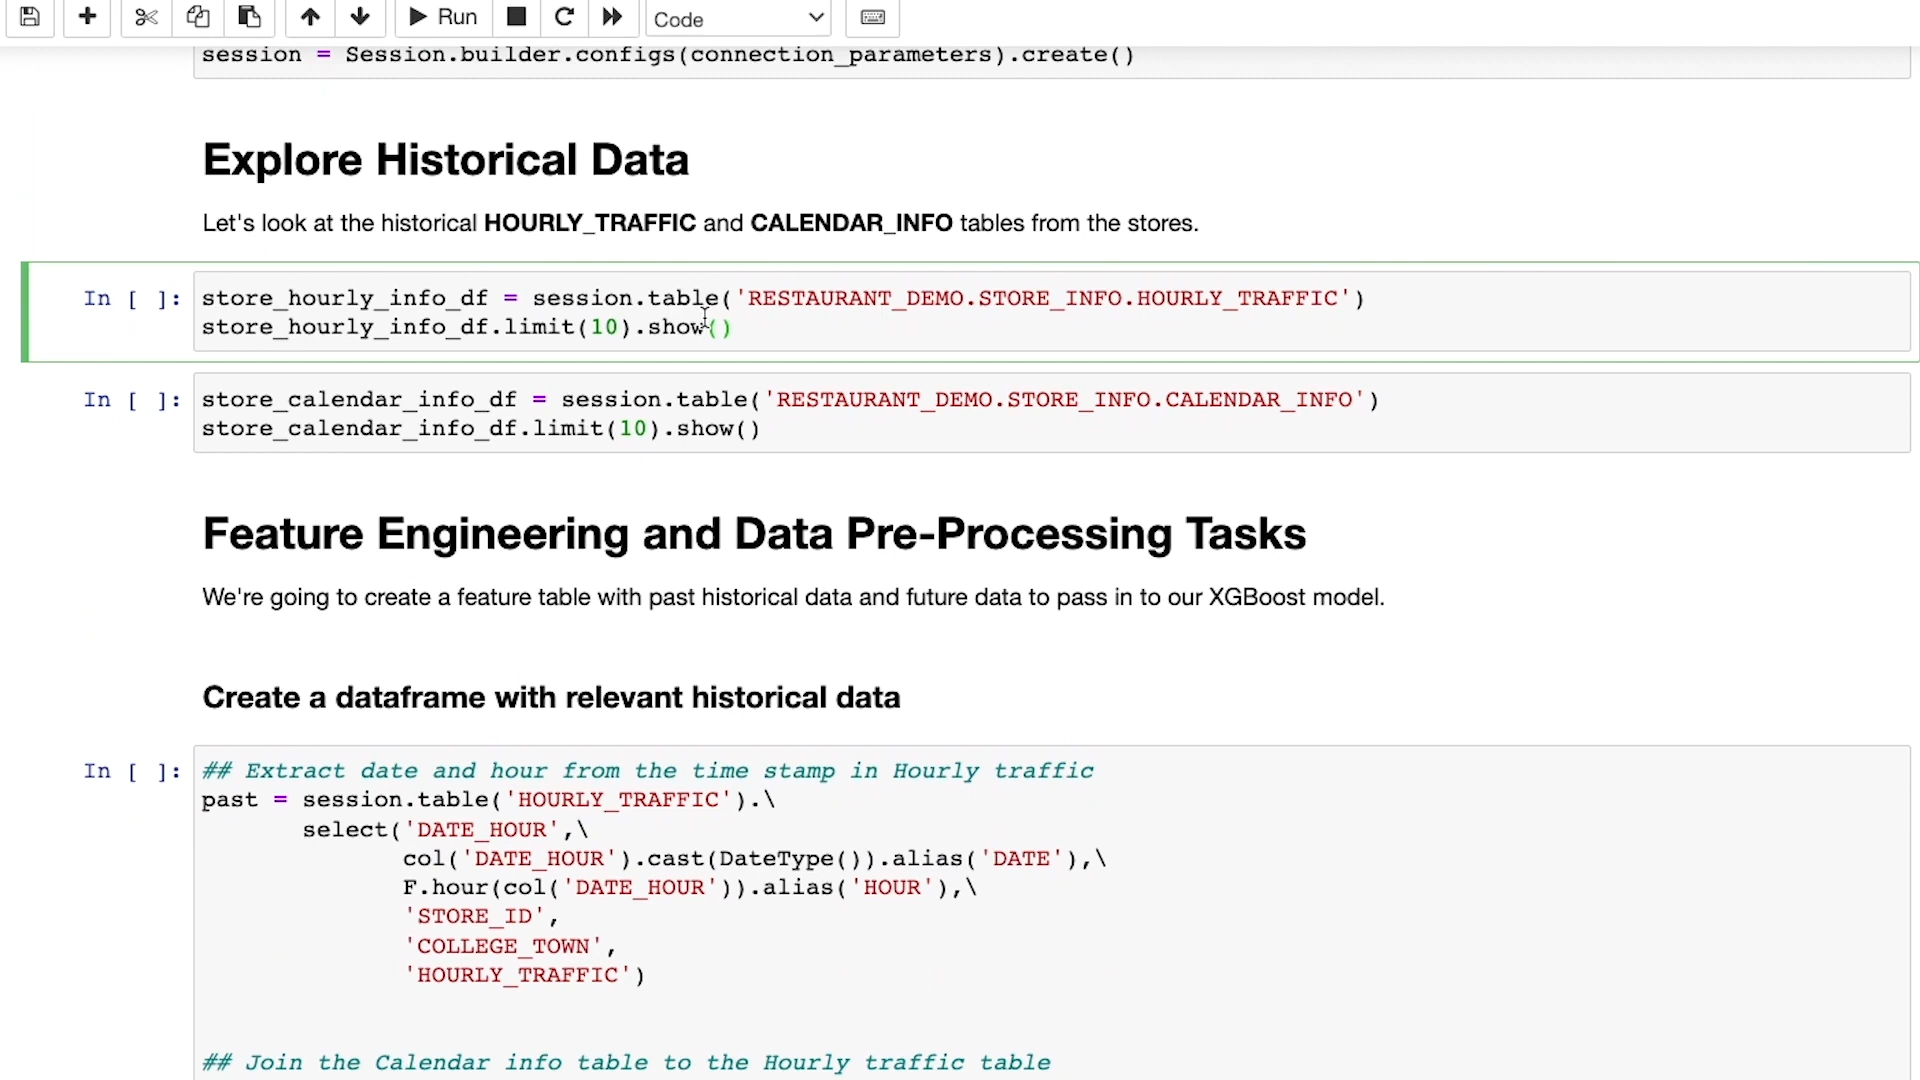 Run
Code
session = Session.builder.configs(connection_parameters).create()
Explore Historical Data
Let's look at the historical HOURLY_TRAFFIC and CALENDAR_INFO tables from the stores.
In [ ]: store_hourly_info_df = session.table('RESTAURANT_DEMO.STORE_INFO.HOURLY_TRAFFIC')
store_hourly_info_df.limit(10).show()
In [ ]: store_calendar_info_df = session.table('RESTAURANT_DEMO.STORE_INFO.CALENDAR_INFO')
store_calendar_info_df.limit(10).show()
Feature Engineering and Data Pre-Processing Tasks
We're going to create a feature table with past historical data and future data to pass in to our XGBoost model.
Create a dataframe with relevant historical data
In [ ]: ## Extract date and hour from the time stamp in Hourly traffic
past = session.table('HOURLY_TRAFFIC').\
select('DATE_HOUR',\
col('DATE_HOUR').cast(DateType()).alias('DATE'),\
F.hour(col('DATE_HOUR')).alias('HOUR'),\
'STORE_ID',
'COLLEGE_TOWN',
'HOURLY_TRAFFIC')
## Join the Calendar info table to the Hourly traffic table